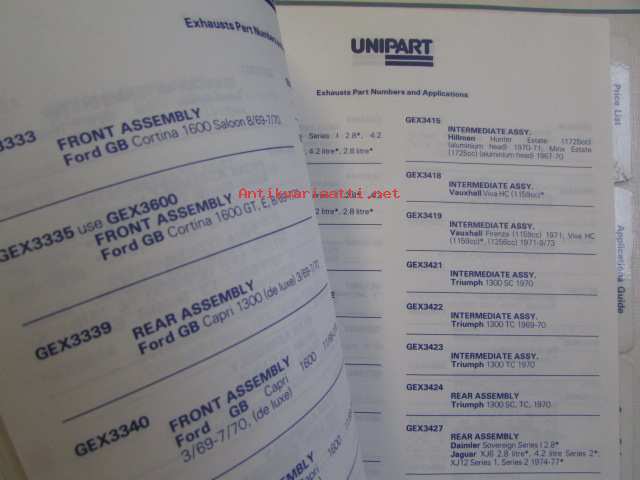 Exhausts Part Numbers
3333
FRONT ASSEMBLY
Ford GB Cortina 1600 Saloon 8/69-7/70
GEX3335 use GEX3600
FRONT ASSEMBLY
Ford GB Cortina 1600 GT, E, 8/69-
GEX3339
REAR ASSEMBLY
Ford GB Capri 1300 (de luxe) 3/69-7/70
GEX3340
FRONT ASSEMBLY
Ford GB Capri 1600
3/69-7/70, (de luxe)
UNIPART
Exhausts Part Numbers and Applications
Series I 2.8*, 4.2
4.2 litre*, 2.8 litre*
2 litre*, 2.8 litre*
GEX3415
INTERMEDIATE ASSY.
Hillman Hunter Estate (1725cc)
(aluminium head) 1970-71, Minx Estate
(1725cc) (aluminium head) 1967-70
GEX3418
INTERMEDIATE ASSY.
Vauxhall Viva HC (1159cc)*
GEX3419
INTERMEDIATE ASSY.
Vauxhall Firenza (1159cc) 1971, Viva HC
(1159cc)*, (1256cc) 1971-9/73
GEX3421
INTERMEDIATE ASSY.
Triumph 1300 SC 1970
GEX3422
INTERMEDIATE ASSY.
Triumph 1300 TC 1969-70
GEX3423
INTERMEDIATE ASSY.
Triumph 1300 TC 1970
GEX3424
REAR ASSEMBLY
Triumph 1300 SC, TC, 1970
GEX3427
REAR ASSEMBLY
Daimler Sovereign Series I 2.8*
Jaguar XJ6 2.8 litre*, 4.2 litre Series 2*,
XJ12 Series 1, Series 2 1974-77*
Price List
Applications Guide
Antikvariaatti.net